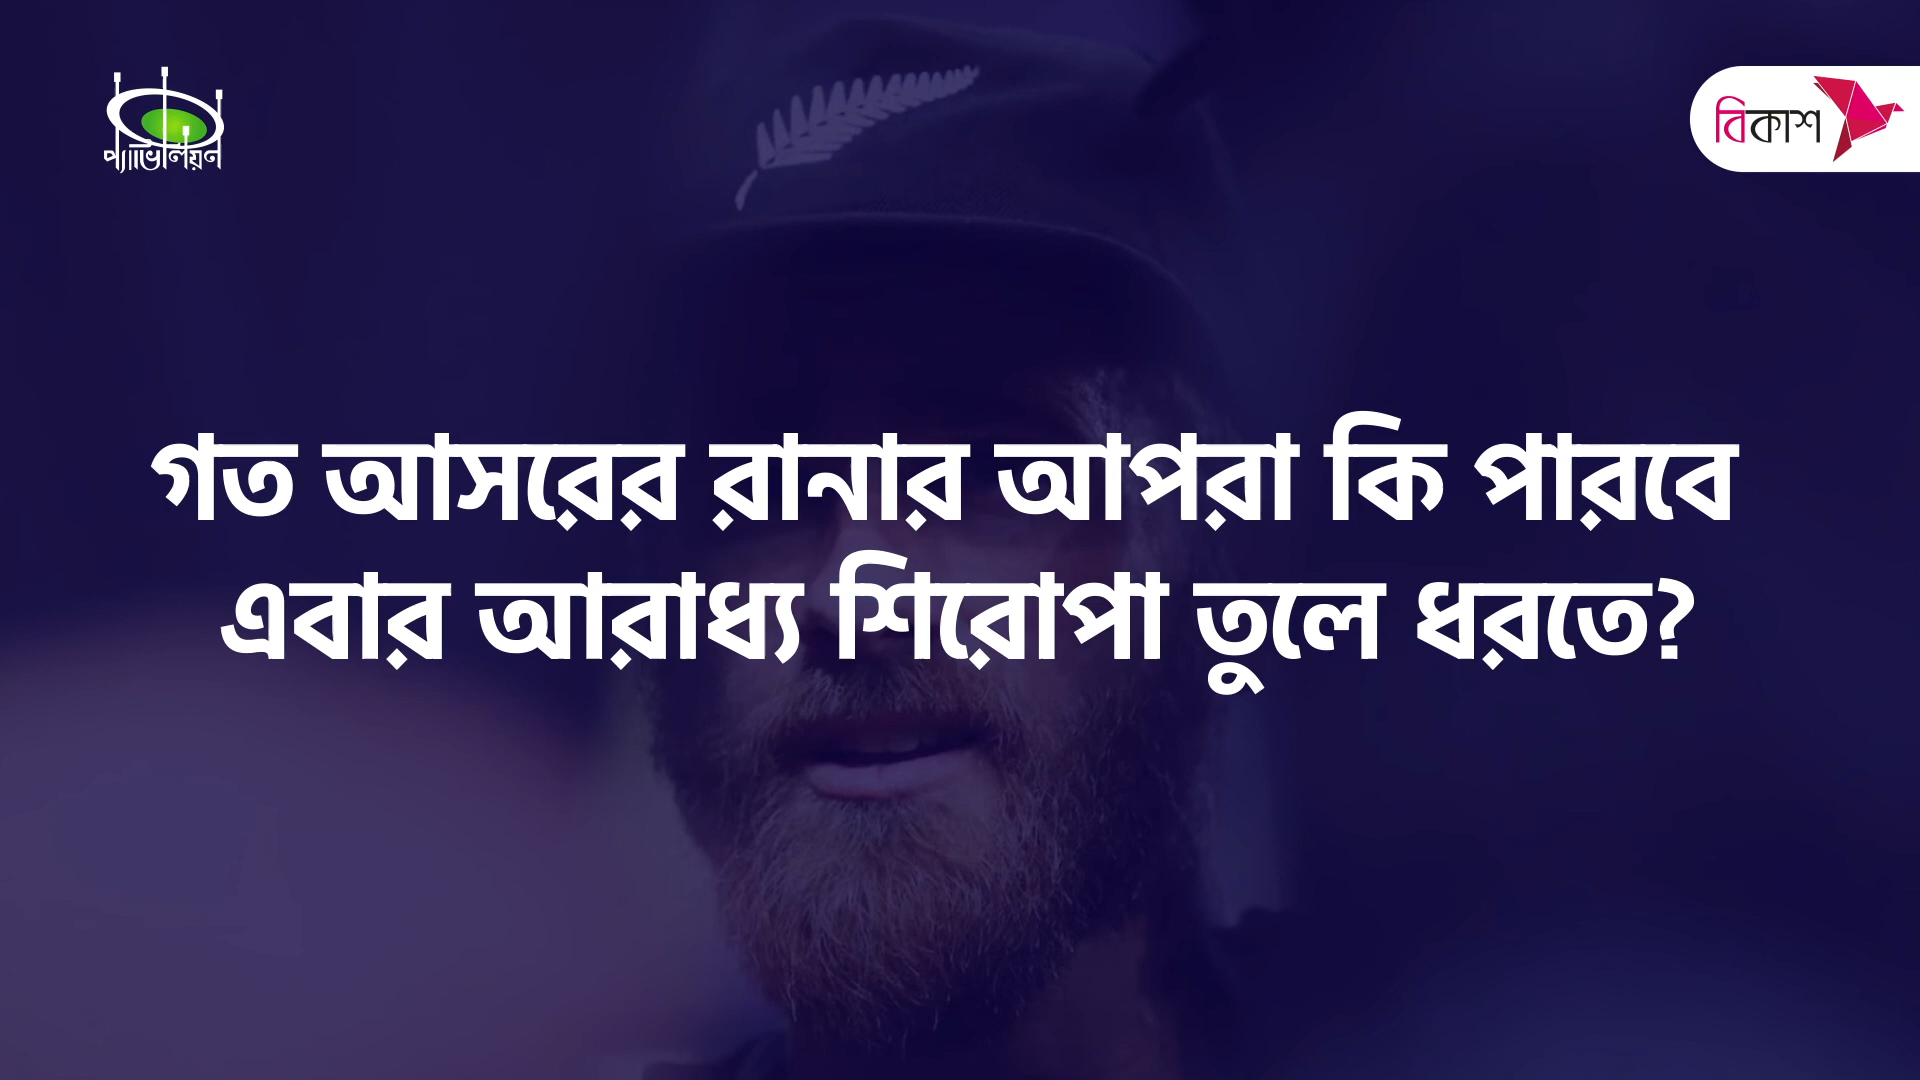 প্যাভিলিয়ন
বিকাশ
গত আসরের রানার আপরা কি পারবে
এবার আরাধ্য শিরোপা তুলে ধরতে?